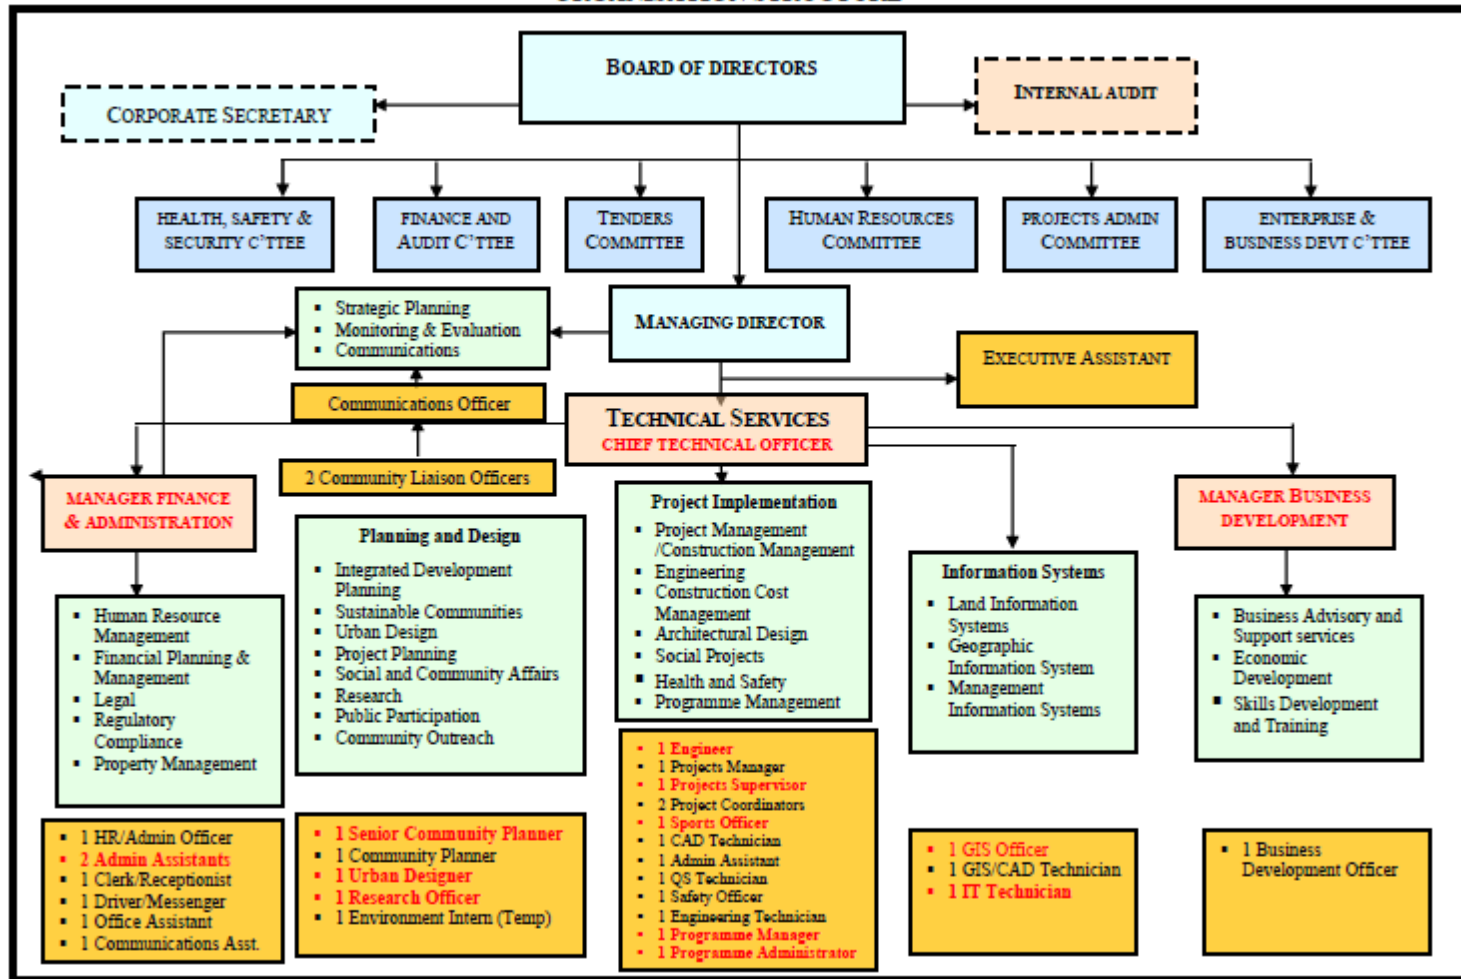 BOARD OF DIRECTORS
CORPORATE SECRETARY
INTERNAL AUDIT
HEALTH, SAFETY &
SECURITY C'TTEE
FINANCE AND
AUDIT C'TTEE
TENDERS
COMMITTEE
HUMAN RESOURCES
COMMITTEE
PROJECTS ADMIN
COMMITTEE
ENTERPRISE &
BUSINESS DEVT C'TTEE
▪ Strategic Planning
▪ Monitoring & Evaluation
▪ Communications
MANAGING DIRECTOR
EXECUTIVE ASSISTANT
Communications Officer
TECHNICAL SERVICES
CHIEF TECHNICAL OFFICER
2 Community Liaison Officers
MANAGER FINANCE
& ADMINISTRATION
MANAGER BUSINESS
DEVELOPMENT
▪ Human Resource
Management
▪ Financial Planning &
Management
▪ Legal
▪ Regulatory
Compliance
▪ Property Management
Planning and Design
▪ Integrated Development
Planning
▪ Sustainable Communities
▪ Urban Design
▪ Project Planning
▪ Social and Community Affairs
▪ Research
▪ Public Participation
▪ Community Outreach
Project Implementation
▪ Project Management
/Construction Management
▪ Engineering
▪ Construction Cost
Management
▪ Architectural Design
▪ Social Projects
▪ Health and Safety
▪ Programme Management
Information Systems
▪ Land Information
Systems
▪ Geographic
Information System
▪ Management
Information Systems
▪ Business Advisory and
Support services
▪ Economic
Development
▪ Skills Development
and Training
▪ 1 HR/Admin Officer
▪ 2 Admin Assistants
▪ 1 Clerk/Receptionist
▪ 1 Driver/Messenger
▪ 1 Office Assistant
▪ 1 Communications Asst.
▪ 1 Senior Community Planner
▪ 1 Community Planner
▪ 1 Urban Designer
▪ 1 Research Officer
▪ 1 Environment Intern (Temp)
▪ 1 Engineer
▪ 1 Projects Manager
▪ 1 Projects Supervisor
▪ 2 Project Coordinators
▪ 1 Sports Officer
▪ 1 CAD Technician
▪ 1 Admin Assistant
▪ 1 QS Technician
▪ 1 Safety Officer
▪ 1 Engineering Technician
▪ 1 Programme Manager
▪ 1 Programme Administrator
▪ 1 GIS Officer
▪ 1 GIS/CAD Technician
▪ 1 IT Technician
▪ 1 Business
Development Officer